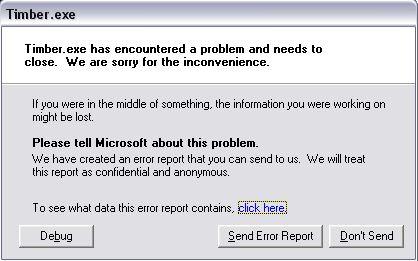 Timber.exe
Timber.exe has encountered a problem and needs to
close. We are sorry for the inconvenience.
If you were in the middle of something, the information you were working on
might be lost.
Please tell Microsoft about this problem.
We have created an error report that you can send to us. We will treat
this report as confidential and anonymous.
To see what data this error report contains, click here.
Debug
Send Error Report
Don't Send